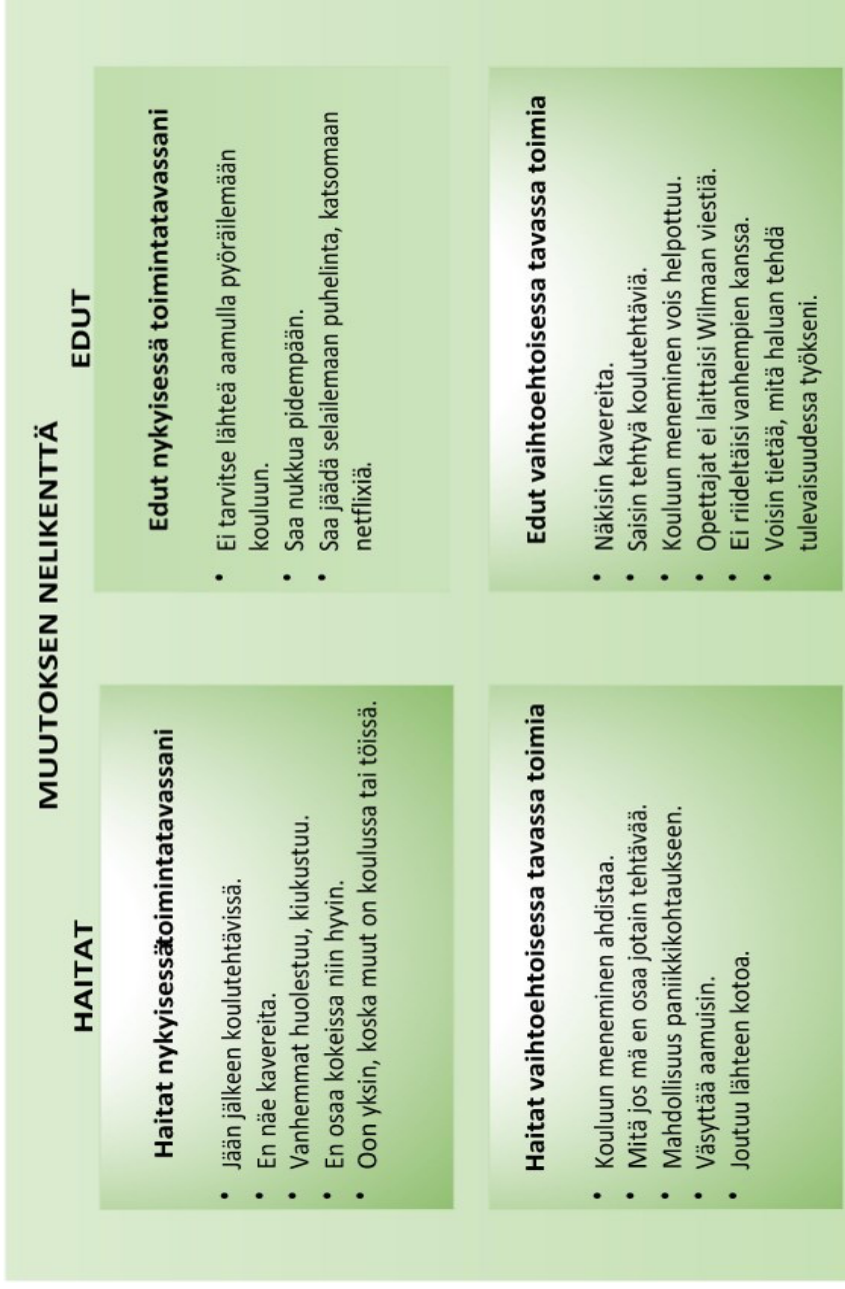 MUUTOKSEN NELIKENTTÄ
HAITAT
EDUT
Haitat nykyisessätoimintatavassani
• Jään jälkeen koulutehtävissä.
• En näe kavereita.
• Vanhemmat huolestuu, kiukustuu.
• En osaa kokeissa niin hyvin.
• Oon yksin, koska muut on koulussa tai töissä.
Edut nykyisessä toimintatavassani
• Ei tarvitse lähteä aamulla pyöräilemään
kouluun.
• Saa nukkua pidempään.
• Saa jäädä selailemaan puhelinta, katsomaan
netflixiä.
Haitat vaihtoehtoisessa tavassa toimia
• Kouluun meneminen ahdistaa.
• Mitä jos mä en osaa jotain tehtävää.
• Mahdollisuus paniikkikohtaukseen.
• Väsyttää aamuisin.
• Joutuu lähteen kotoa.
Edut vaihtoehtoisessa tavassa toimia
• Näkisin kavereita.
• Saisin tehtyä koulutehtäviä.
• Kouluun meneminen vois helpottuu.
• Opettajat ei laittaisi Wilmaan viestiä.
• Ei riideltäisi vanhempien kanssa.
• Voisin tietää, mitä haluan tehdä
tulevaisuudessa työkseni.